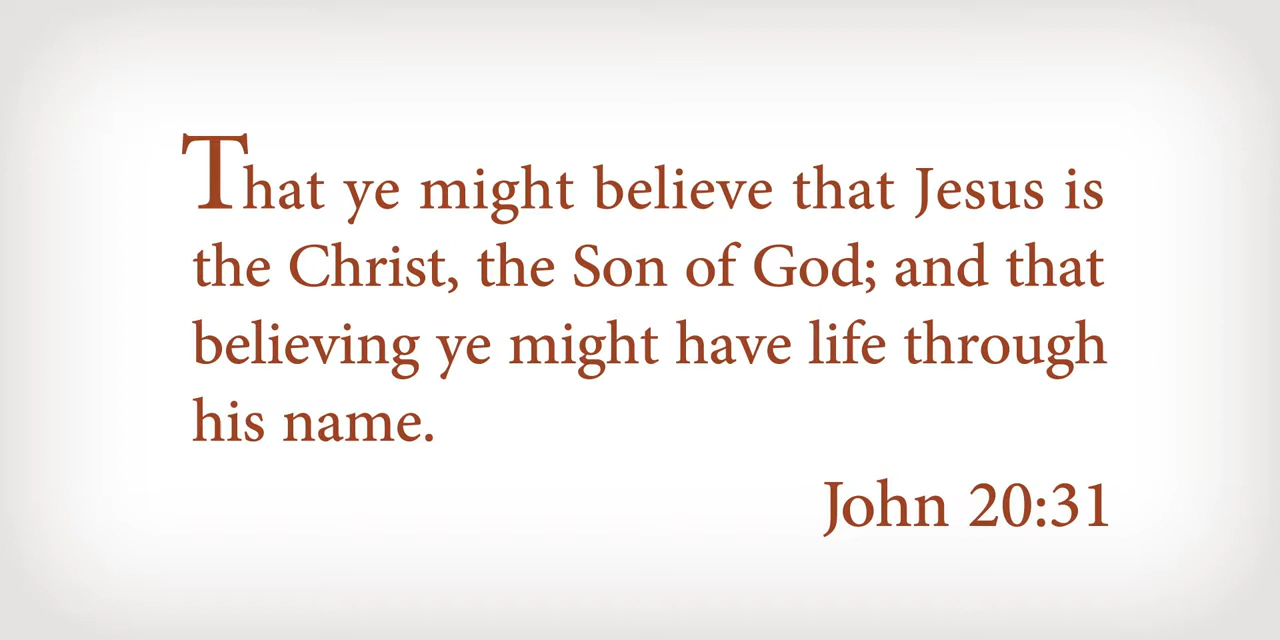 That ye might believe that Jesus is
the Christ, the Son of God; and that
believing ye might have life through
his name.
John 20:31